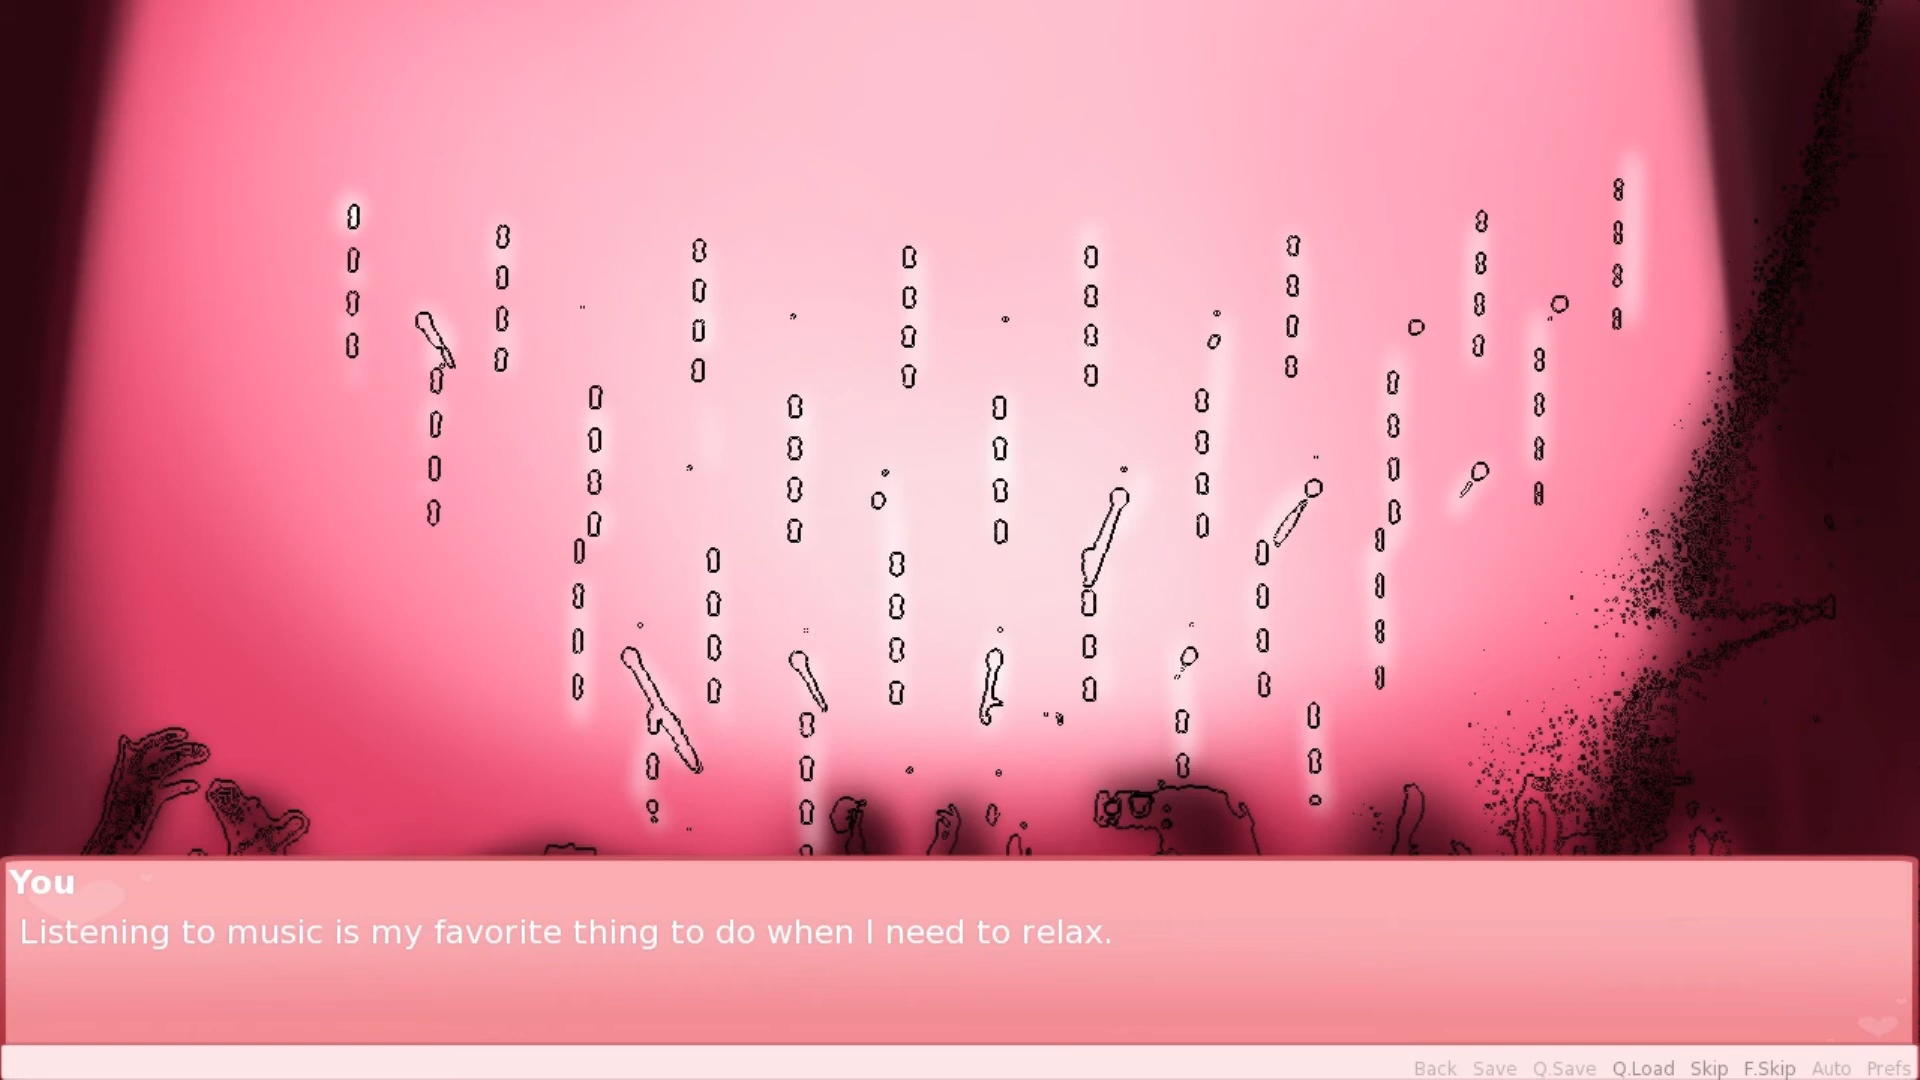 You
Listening to music is my favorite thing to do when I need to relax.
Back Save Q.Save Q.Load Skip F.Skip Auto Prefs